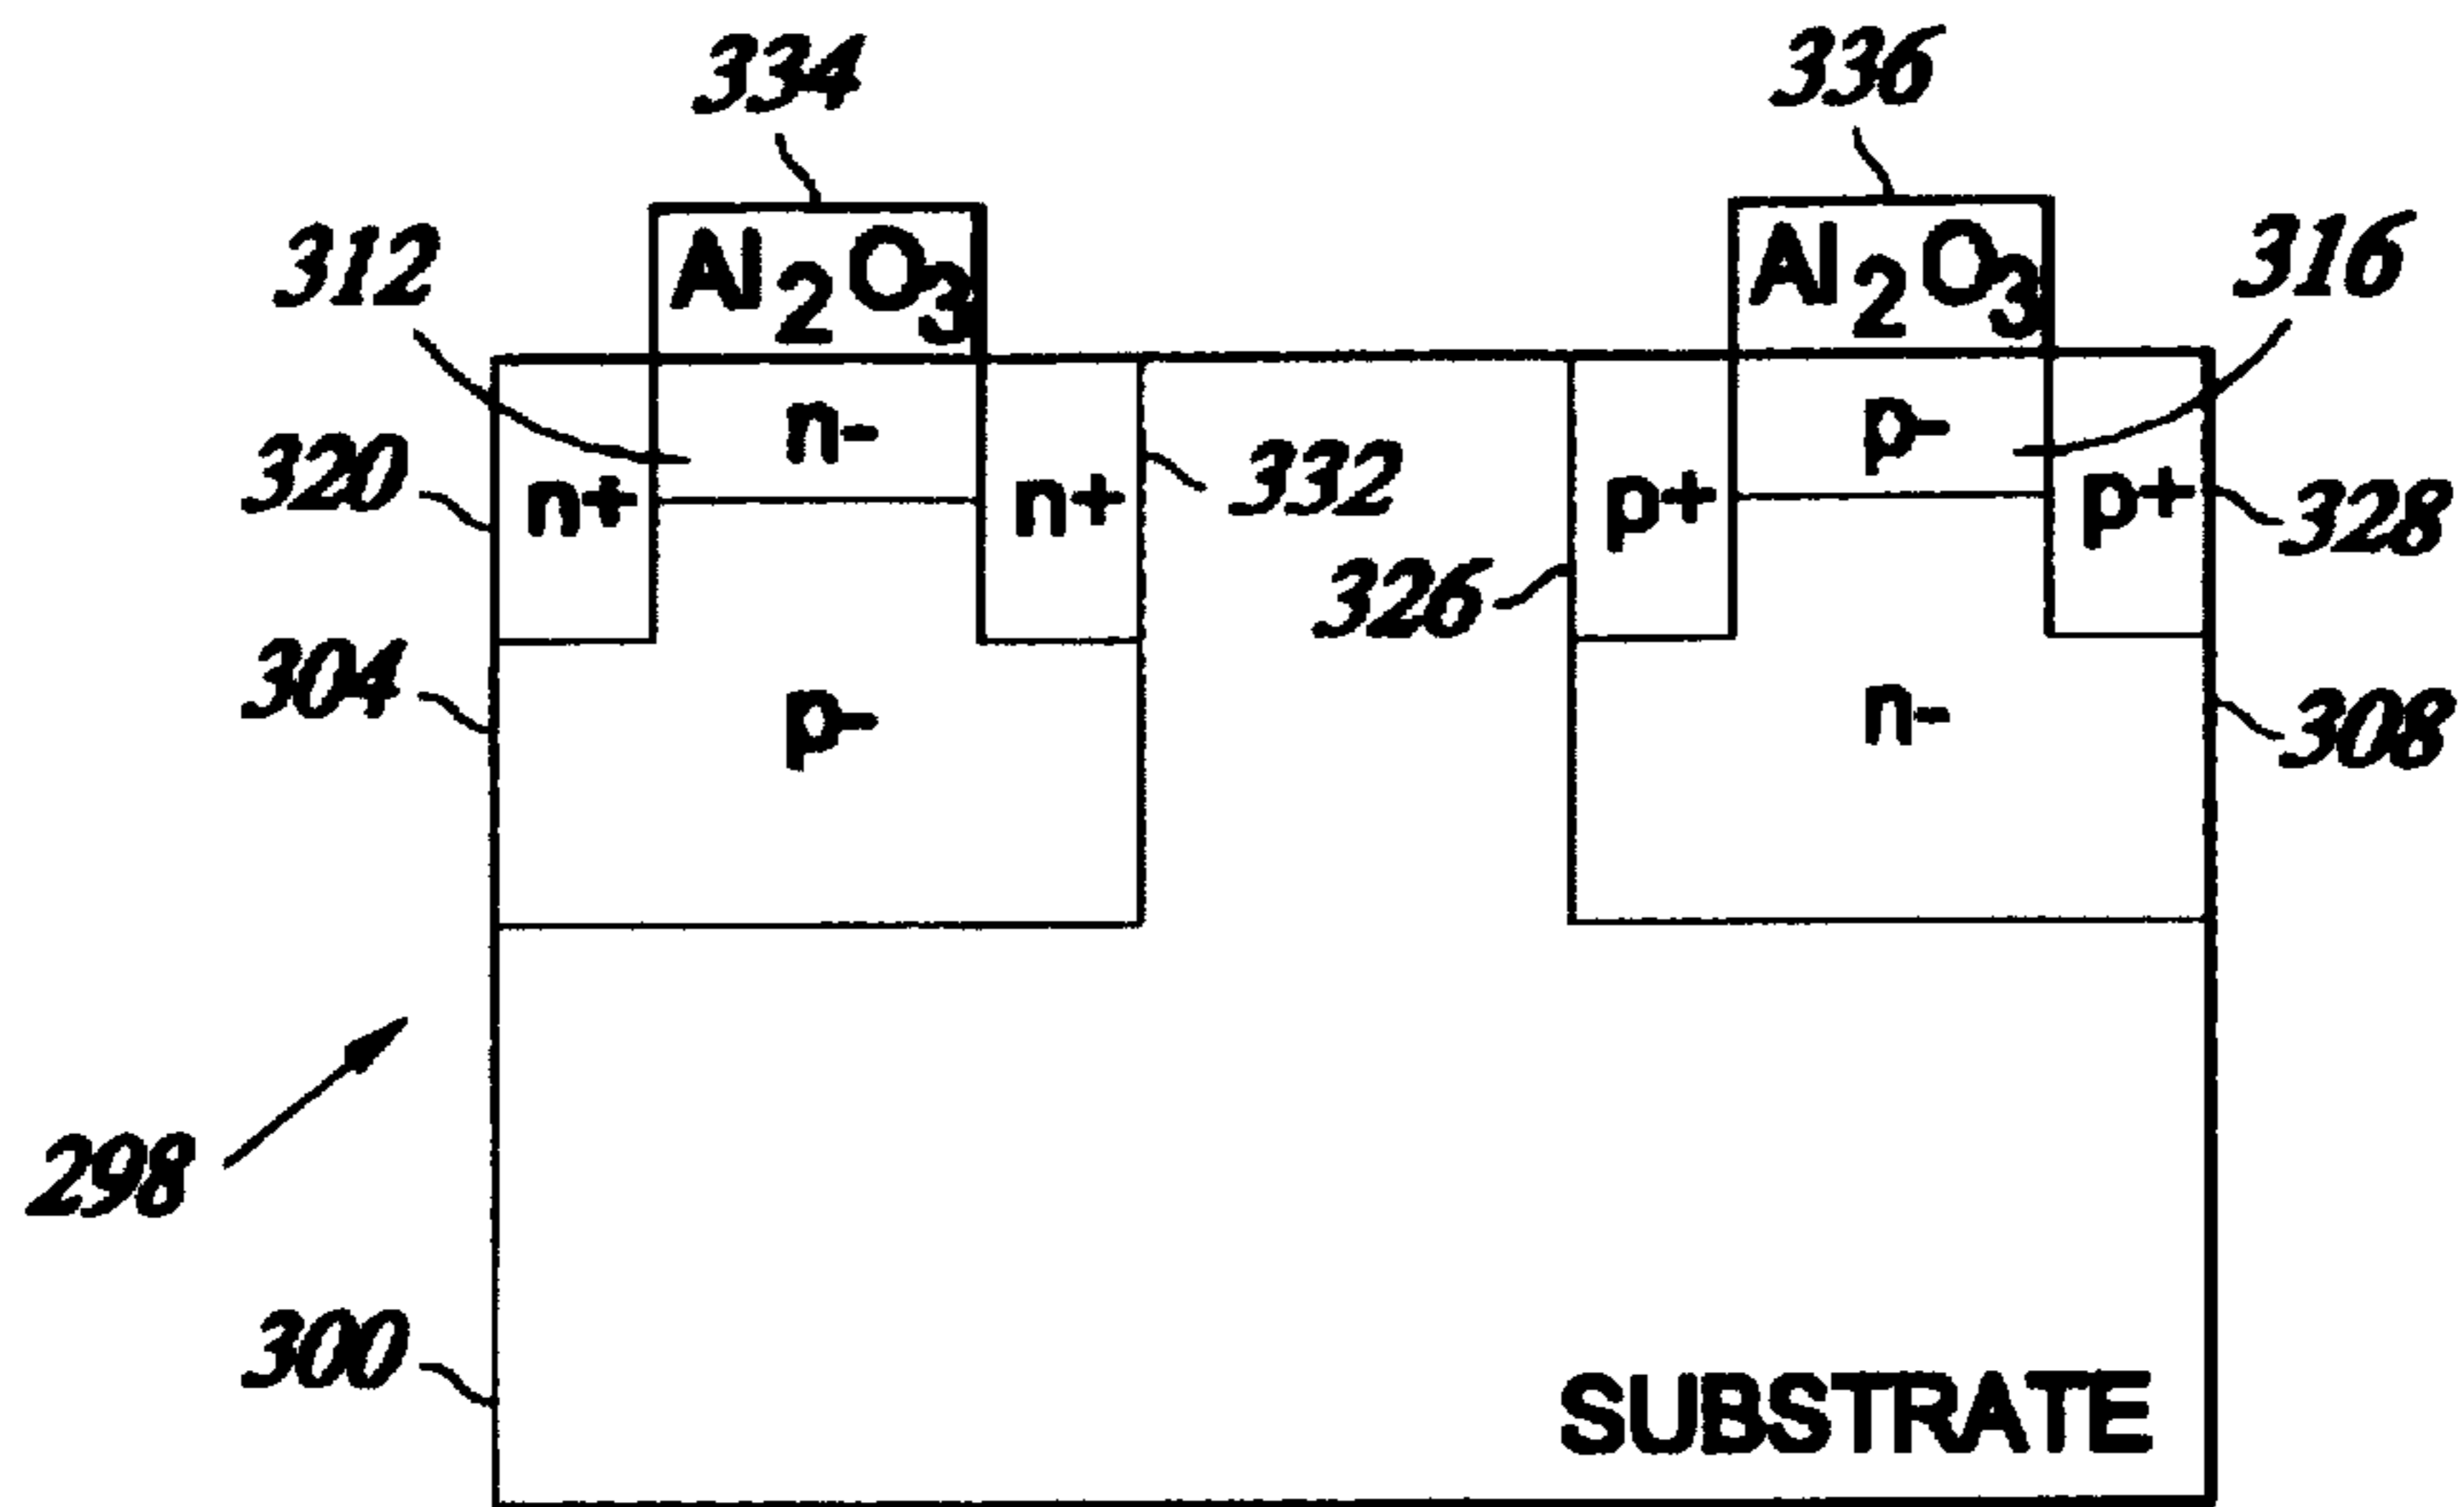 334 336
312 Al2O3 Al2O3 316
n- p-
320 n+ n+ 332 p+ p+ 328
326
304 p- n- 308
298
300 SUBSTRATE